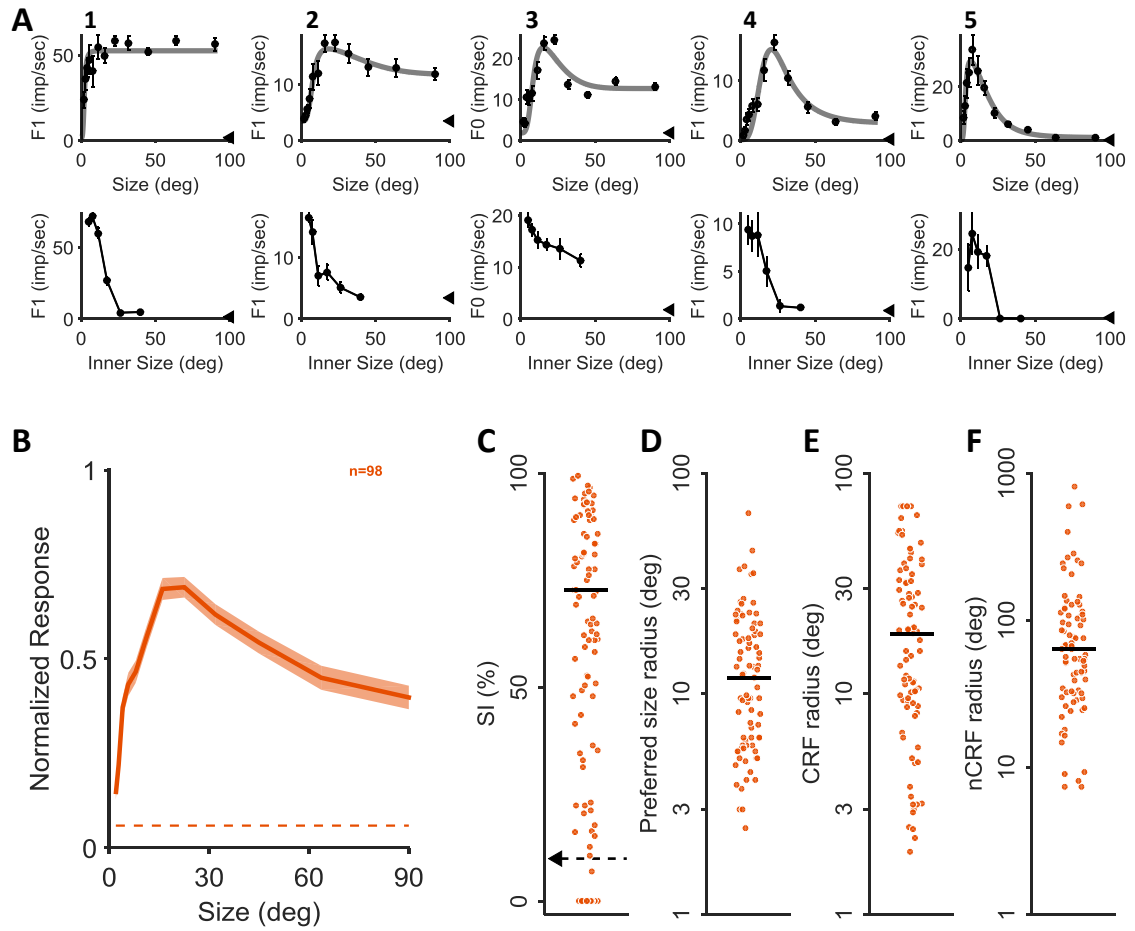 A
1
2
3
4
5
F1 (imp/sec)
50
0
0
50
100
Size (deg)
F1 (imp/sec)
10
0
0
50
100
Size (deg)
F0 (imp/sec)
20
10
0
0
50
100
Size (deg)
F1 (imp/sec)
10
0
0
50
100
Size (deg)
F1 (imp/sec)
40
20
0
0
50
100
Size (deg)
F1 (imp/sec)
50
0
0
50
100
Inner Size (deg)
F1 (imp/sec)
10
0
0
50
100
Inner Size (deg)
F0 (imp/sec)
20
10
0
0
50
100
Inner Size (deg)
F1 (imp/sec)
10
5
0
0
50
100
Inner Size (deg)
F1 (imp/sec)
20
0
0
50
100
Inner Size (deg)
B
Normalized Response
1
0.5
0
n=98
0
30
60
90
Size (deg)
C
SI (%)
100
50
0
D
Preferred size radius (deg)
100
30
10
3
1
E
CRF radius (deg)
100
30
10
3
1
F
nCRF radius (deg)
1000
100
10
1